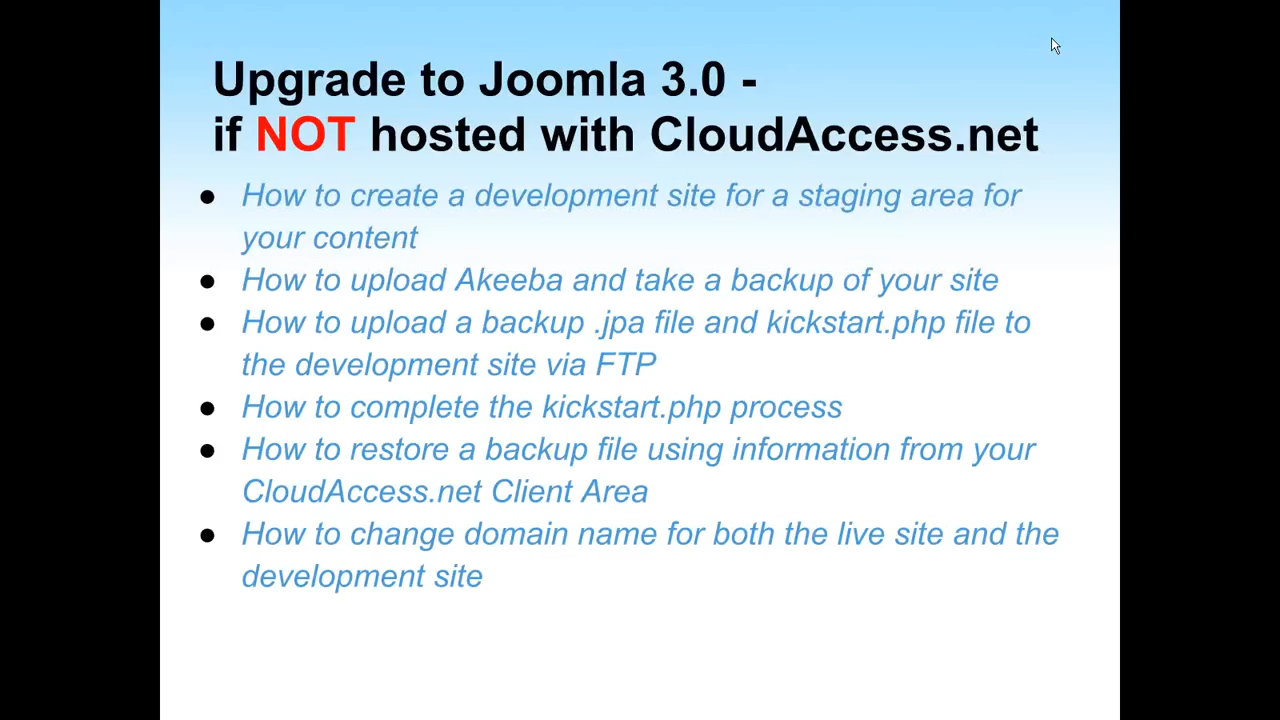 Upgrade to Joomla 3.0 -
if NOT hosted with CloudAccess.net
● How to create a development site for a staging area for
your content
● How to upload Akeeba and take a backup of your site
● How to upload a backup .jpa file and kickstart.php file to
the development site via FTP
● How to complete the kickstart.php process
● How to restore a backup file using information from your
CloudAccess.net Client Area
● How to change domain name for both the live site and the
development site